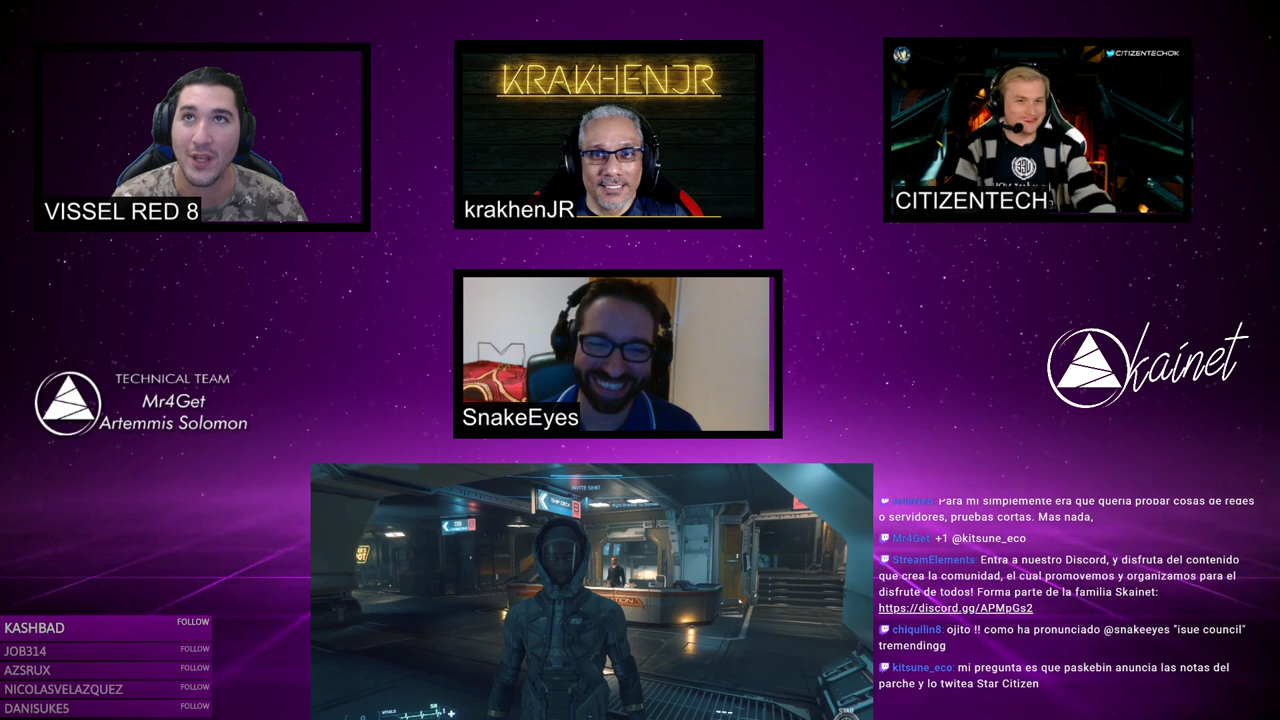 KRAKHENJR
CITIZENTECHOK
VISSEL RED 8
krakhenJR
CITIZENTECH
SnakeEyes
TECHNICAL TEAM
Mr4Get
Artemmis Solomon
kainet
INVITE SENT
Para mi simplemente era que queria probar cosas de redes
o servidores, pruebas cortas. Mas nada,
Mr4Get: +1 @kitsune_eco
StreamElements: Entra a nuestro Discord, y disfruta del contenido
que crea la comunidad, el cual promovemos y organizamos para el
disfrute de todos! Forma parte de la familia Skainet:
https://discord.gg/APMpGs2
chiquilin8: ojito !! como ha pronunciado @snakeeyes "isue council"
tremendingg
kitsune_eco: mi pregunta es que paskebin anuncia las notas del
parche y lo twitea Star Citizen
KASHBAD FOLLOW
JOB314 FOLLOW
AZSRUX FOLLOW
NICOLASVELAZQUEZ FOLLOW
DANISUKE5 FOLLOW